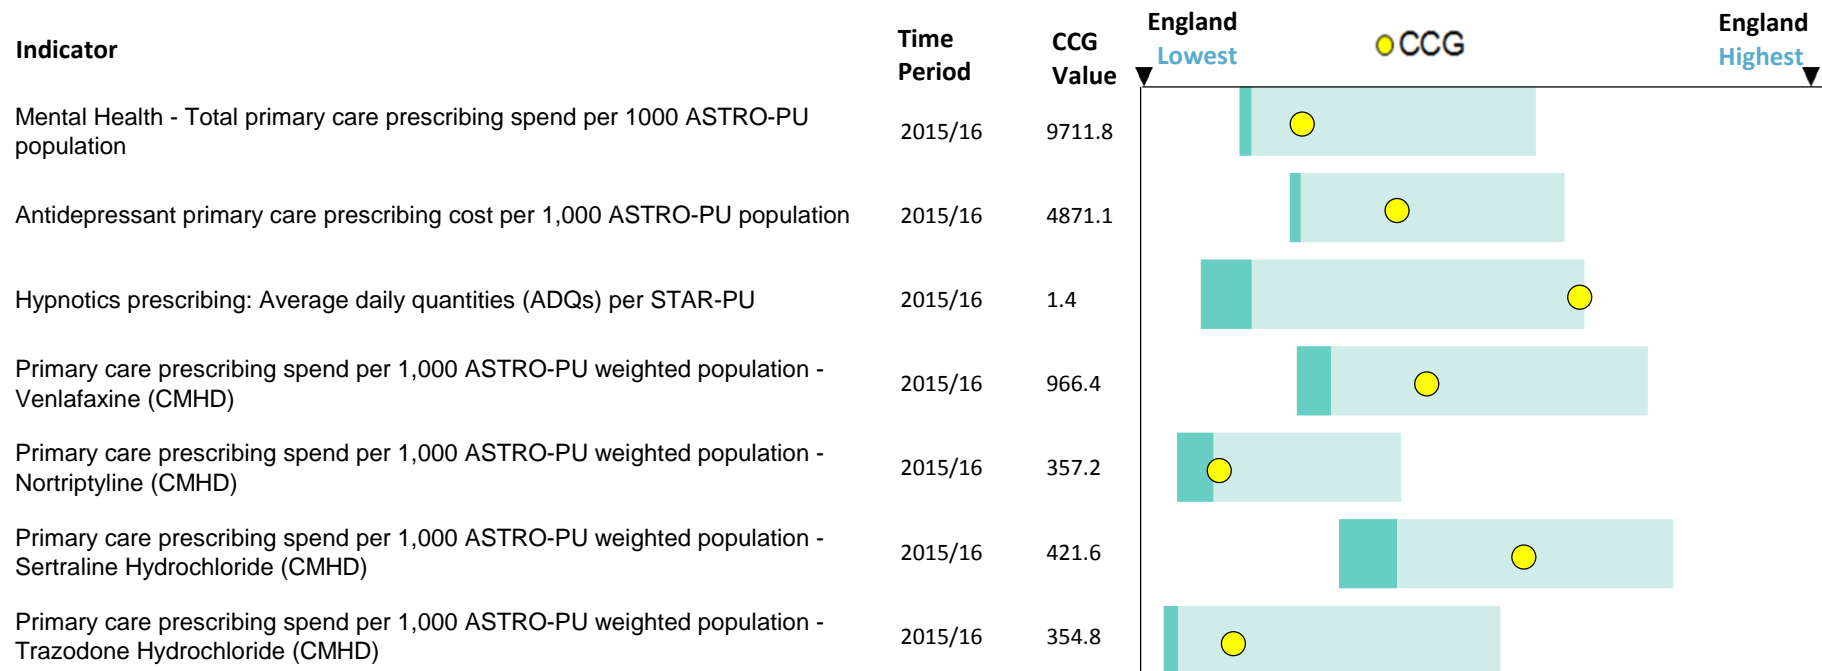 Indicator
Time
Period
CCG
Value
England
Lowest
CCG
England
Highest
Mental Health - Total primary care prescribing spend per 1000 ASTRO-PU
population
2015/16
9711.8
Antidepressant primary care prescribing cost per 1,000 ASTRO-PU population
2015/16
4871.1
Hypnotics prescribing: Average daily quantities (ADQs) per STAR-PU
2015/16
1.4
Primary care prescribing spend per 1,000 ASTRO-PU weighted population -
Venlafaxine (CMHD)
2015/16
966.4
Primary care prescribing spend per 1,000 ASTRO-PU weighted population -
Nortriptyline (CMHD)
2015/16
357.2
Primary care prescribing spend per 1,000 ASTRO-PU weighted population -
Sertraline Hydrochloride (CMHD)
2015/16
421.6
Primary care prescribing spend per 1,000 ASTRO-PU weighted population -
Trazodone Hydrochloride (CMHD)
2015/16
354.8